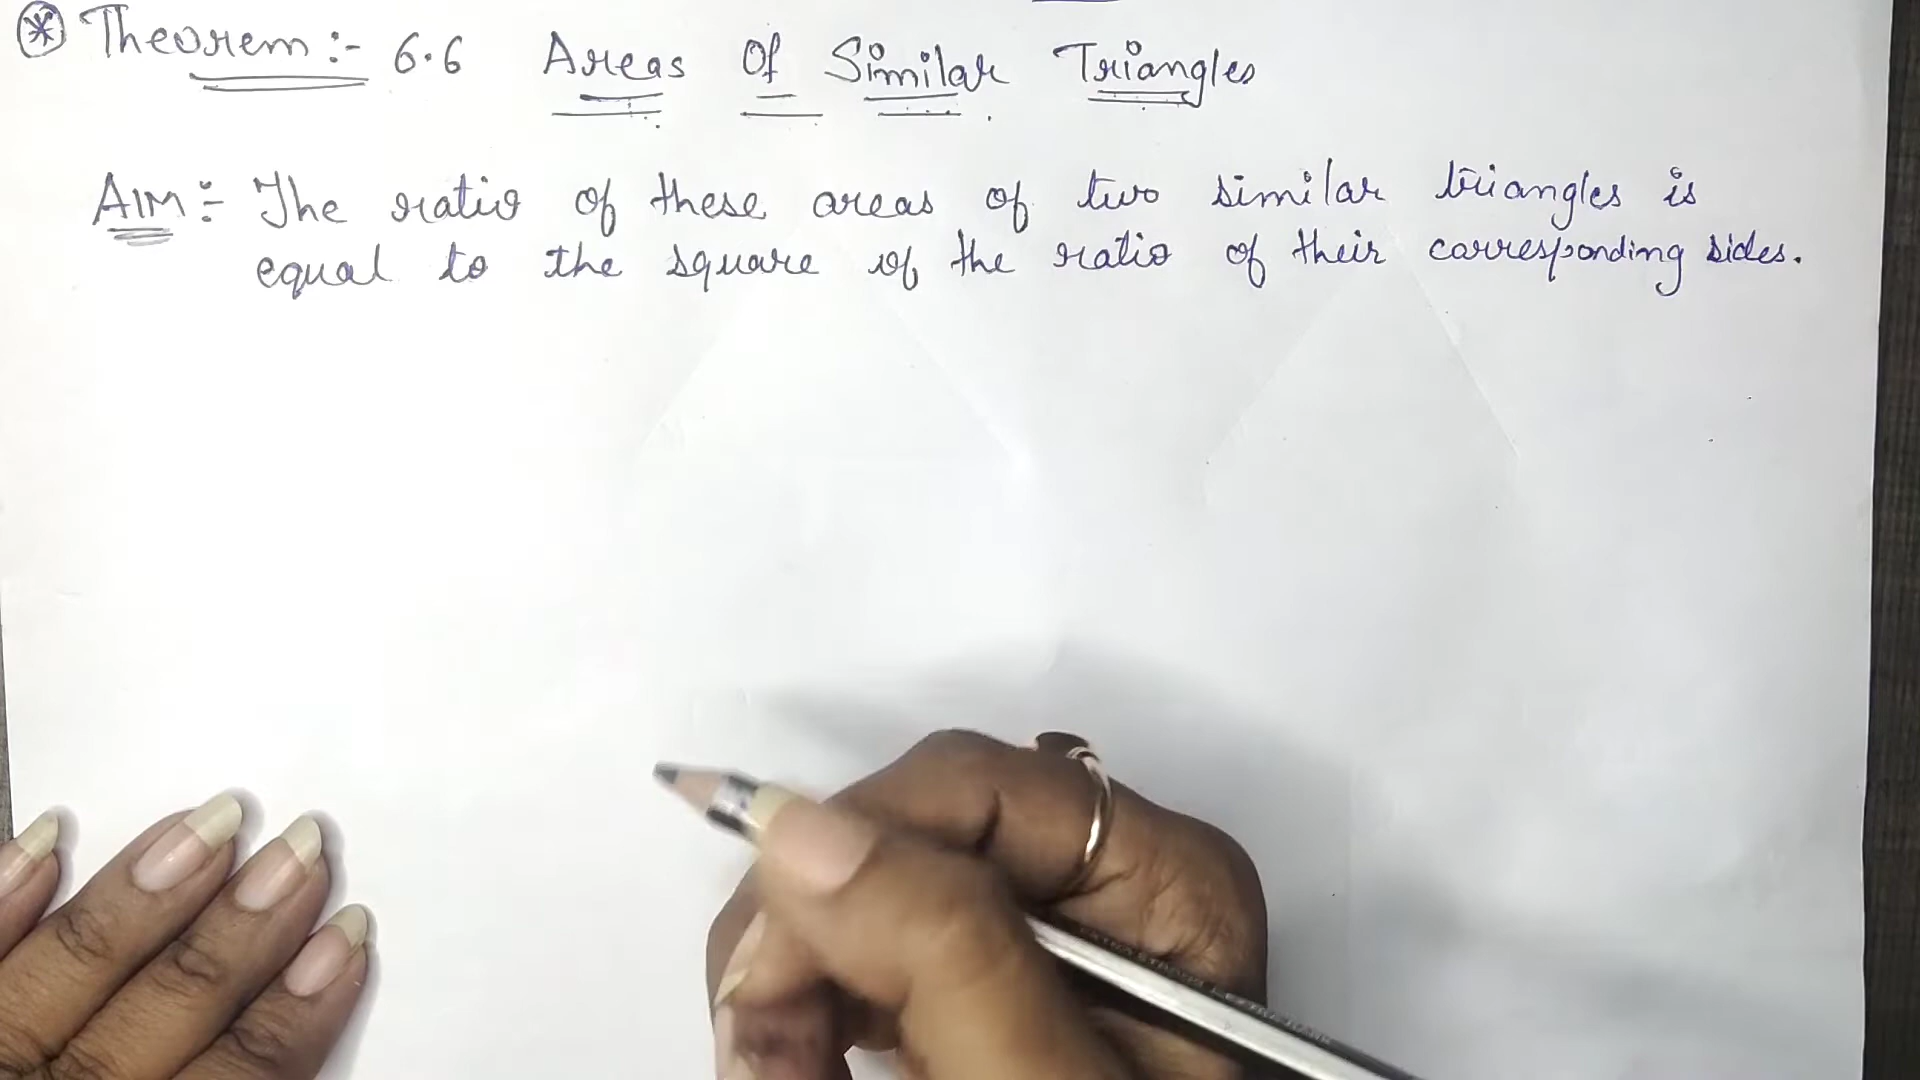 * Theorem :- 6.6 Areas Of Similar Triangles
AIM :- The ratio of these areas of two similar triangles is
equal to the square of the ratio of their corresponding sides.